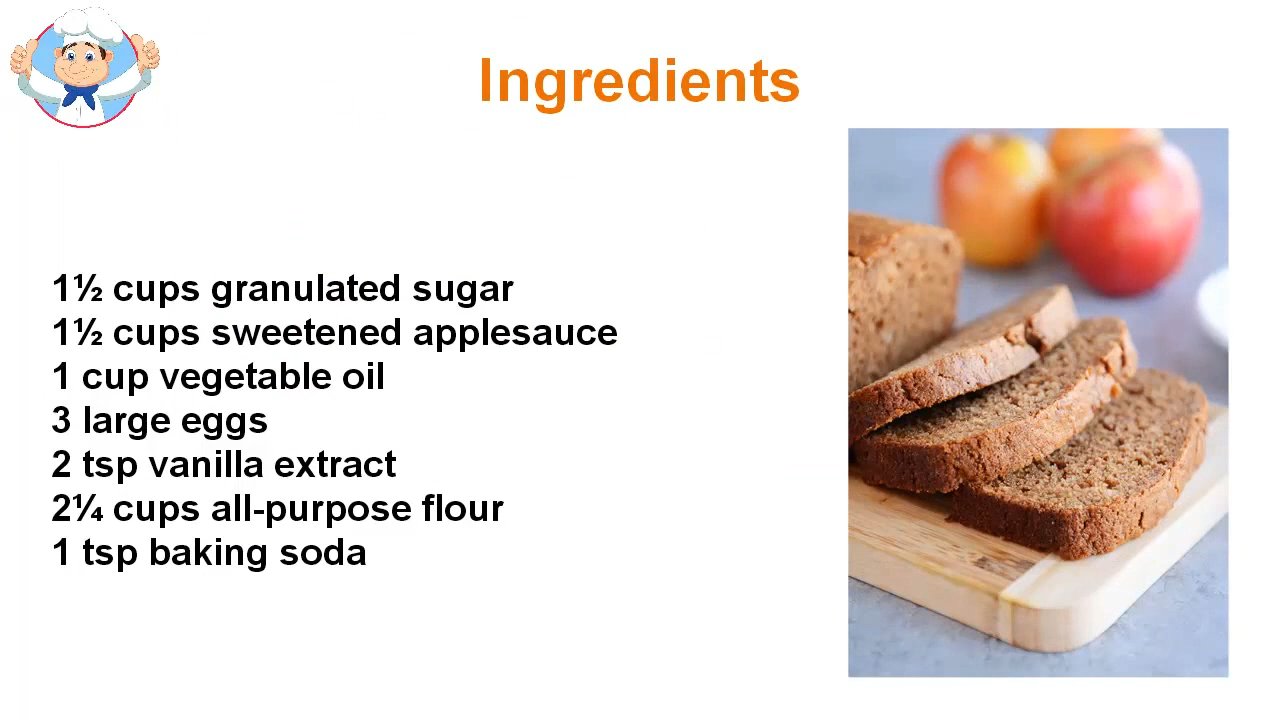 Ingredients
1½ cups granulated sugar
1½ cups sweetened applesauce
1 cup vegetable oil
3 large eggs
2 tsp vanilla extract
2¼ cups all-purpose flour
1 tsp baking soda